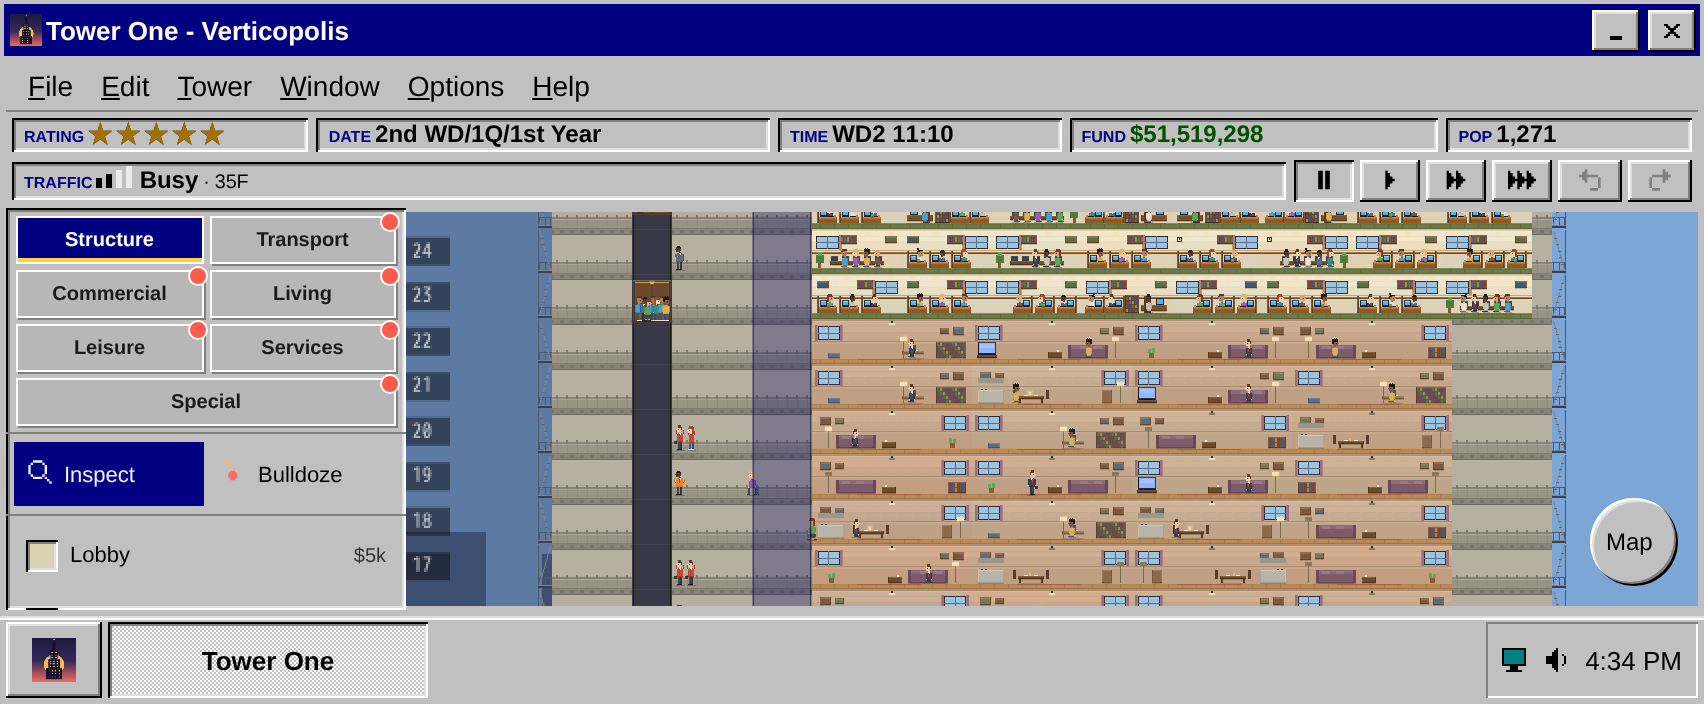 Tower One - Verticopolis
File Edit Tower Window Options Help
RATING DATE 2nd WD/1Q/1st Year TIME WD2 11:10 FUND $51,519,298 POP 1,271
TRAFFIC Busy · 35F
Structure Transport
Commercial Living
Leisure Services
Special
Inspect Bulldoze
Lobby $5k
24
23
22
21
20
19
18
17
Map
Tower One 4:34 PM